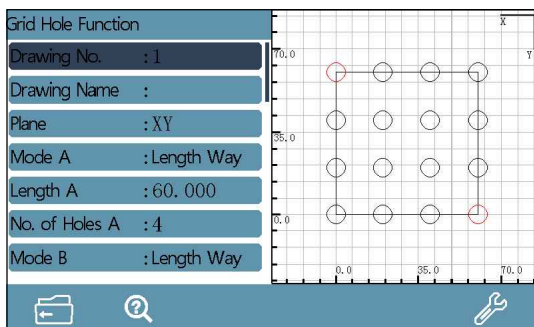 Grid Hole Function
Drawing No. :1
Drawing Name :
Plane :XY
Mode A :Length Way
Length A :60.000
No. of Holes A :4
Mode B :Length Way
X
Y
70.0
35.0
0.0
0.0 35.0 70.0